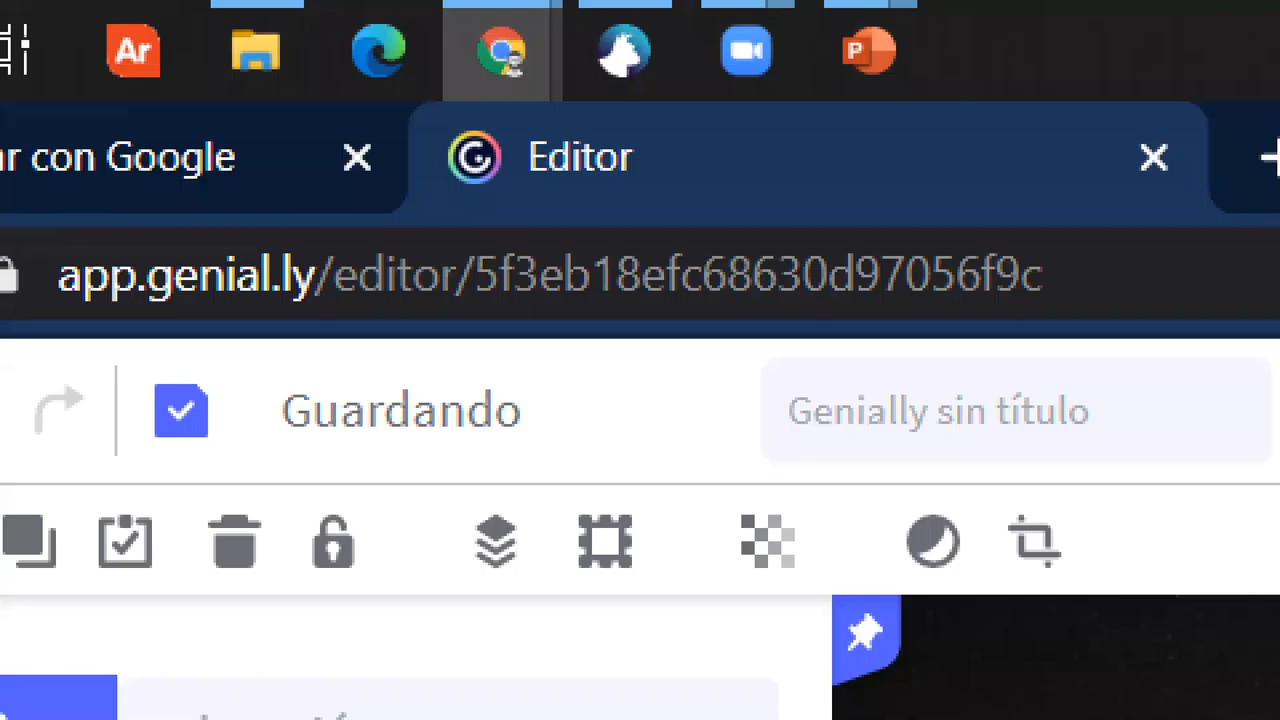 Ar
P
r con Google
Editor
app.genial.ly/editor/5f3eb18efc68630d97056f9c
Guardando
Genially sin título